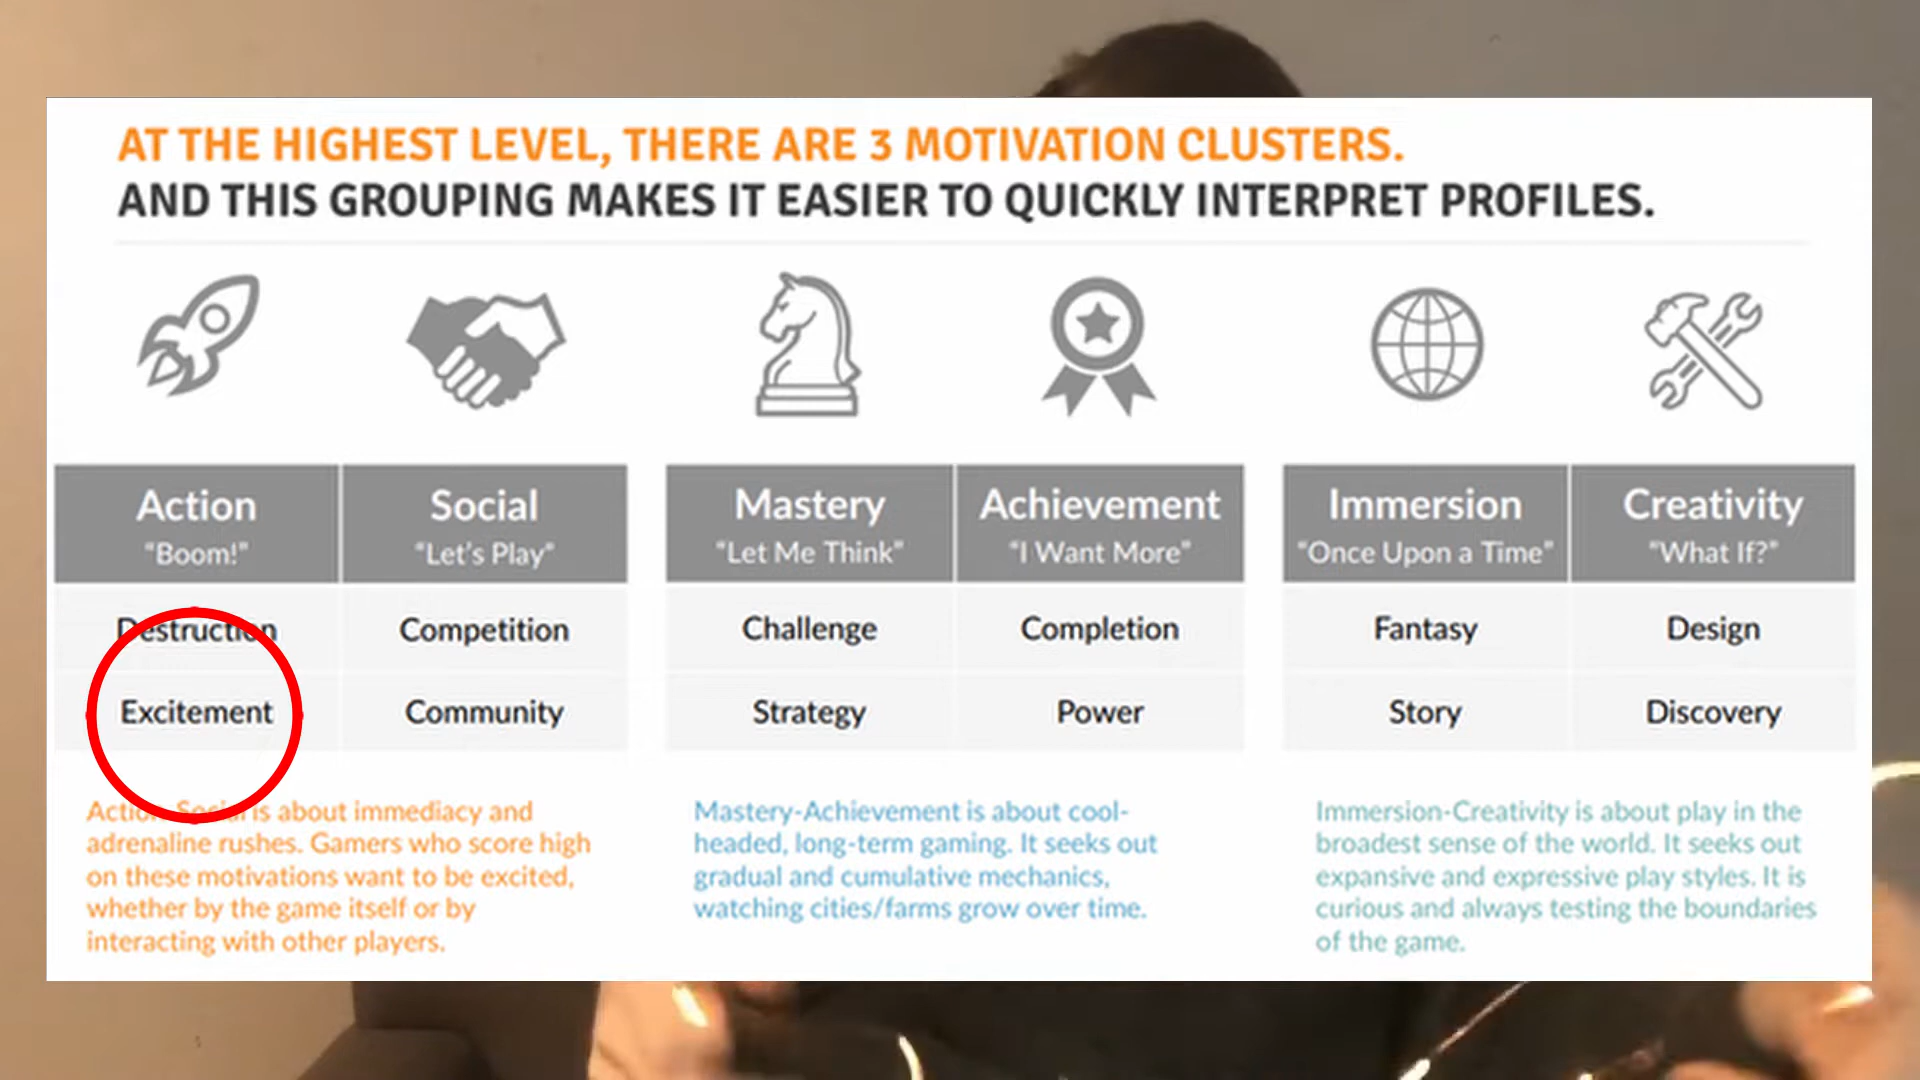 AT THE HIGHEST LEVEL, THERE ARE 3 MOTIVATION CLUSTERS.
AND THIS GROUPING MAKES IT EASIER TO QUICKLY INTERPRET PROFILES.
Action
"Boom!"
Destruction
Excitement
Social
"Let's Play"
Competition
Community
Action-Social is about immediacy and
adrenaline rushes. Gamers who score high
on these motivations want to be excited,
whether by the game itself or by
interacting with other players.
Mastery
"Let Me Think"
Challenge
Strategy
Achievement
"I Want More"
Completion
Power
Mastery-Achievement is about cool-
headed, long-term gaming. It seeks out
gradual and cumulative mechanics,
watching cities/farms grow over time.
Immersion
"Once Upon a Time"
Fantasy
Story
Creativity
"What If?"
Design
Discovery
Immersion-Creativity is about play in the
broadest sense of the world. It seeks out
expansive and expressive play styles. It is
curious and always testing the boundaries
of the game.